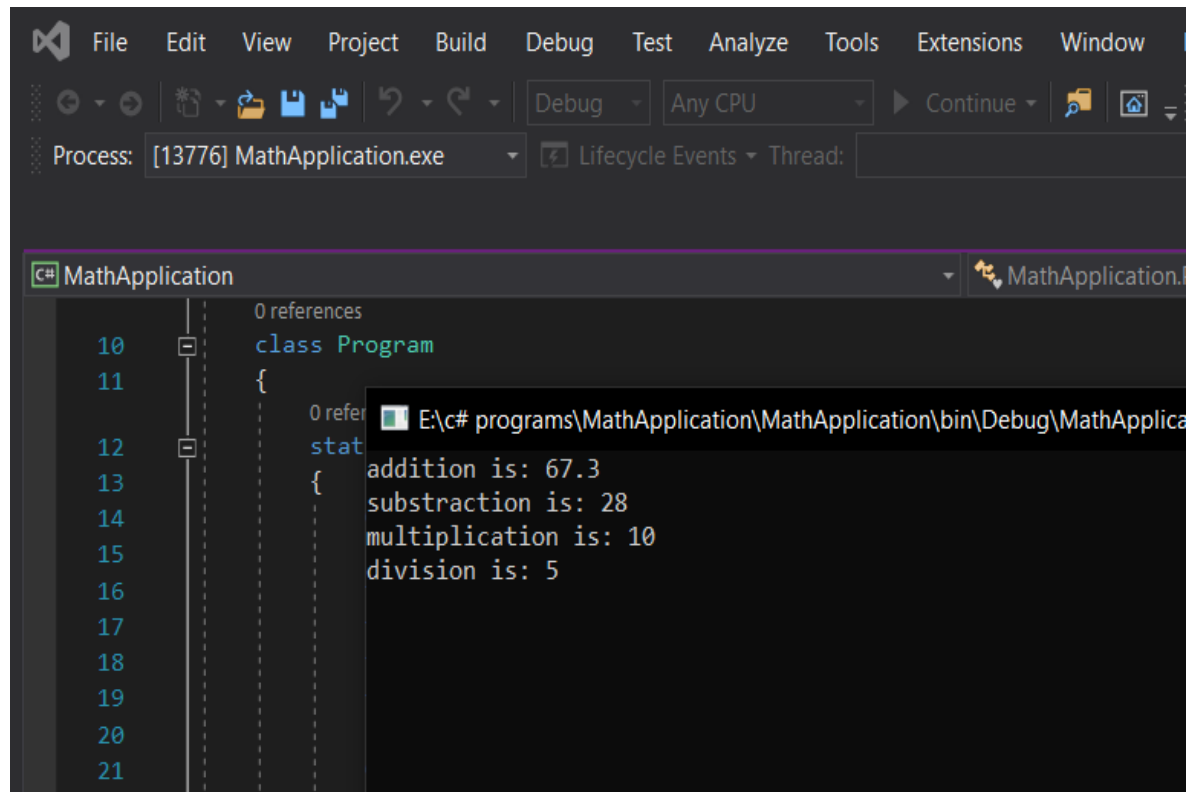 File Edit View Project Build Debug Test Analyze Tools Extensions Window
Debug Any CPU Continue
Process: [13776] MathApplication.exe Lifecycle Events Thread:
C# MathApplication MathApplication.
0 references
10 class Program
11 {
0 refer
12 stat
13 {
14
15
16
17
18
19
20
21
E:\c# programs\MathApplication\MathApplication\bin\Debug\MathApplica
addition is: 67.3
substraction is: 28
multiplication is: 10
division is: 5